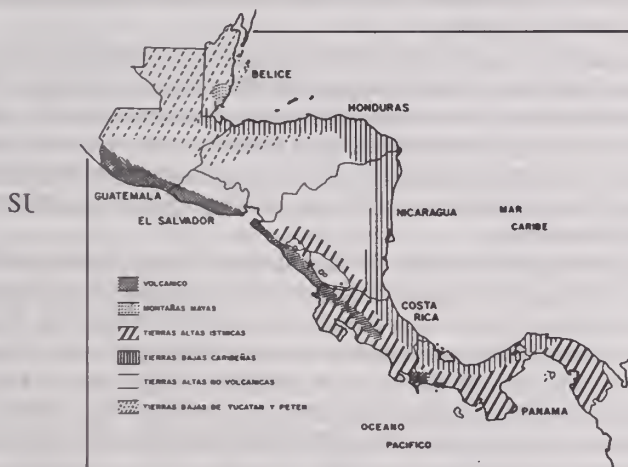 BELICE
HONDURAS
GUATEMALA
EL SALVADOR
NICARAGUA
MAR
CARIBE
SU
VOLCANICO
MONTAÑAS MAYAS
TIERRAS ALTAS ISTMICAS
TIERRAS BAJAS CARIBEÑAS
TIERRAS ALTAS NO VOLCANICAS
TIERRAS BAJAS DE YUCATAN Y PETEN
COSTA
RICA
PANAMA
OCEANO
PACIFICO